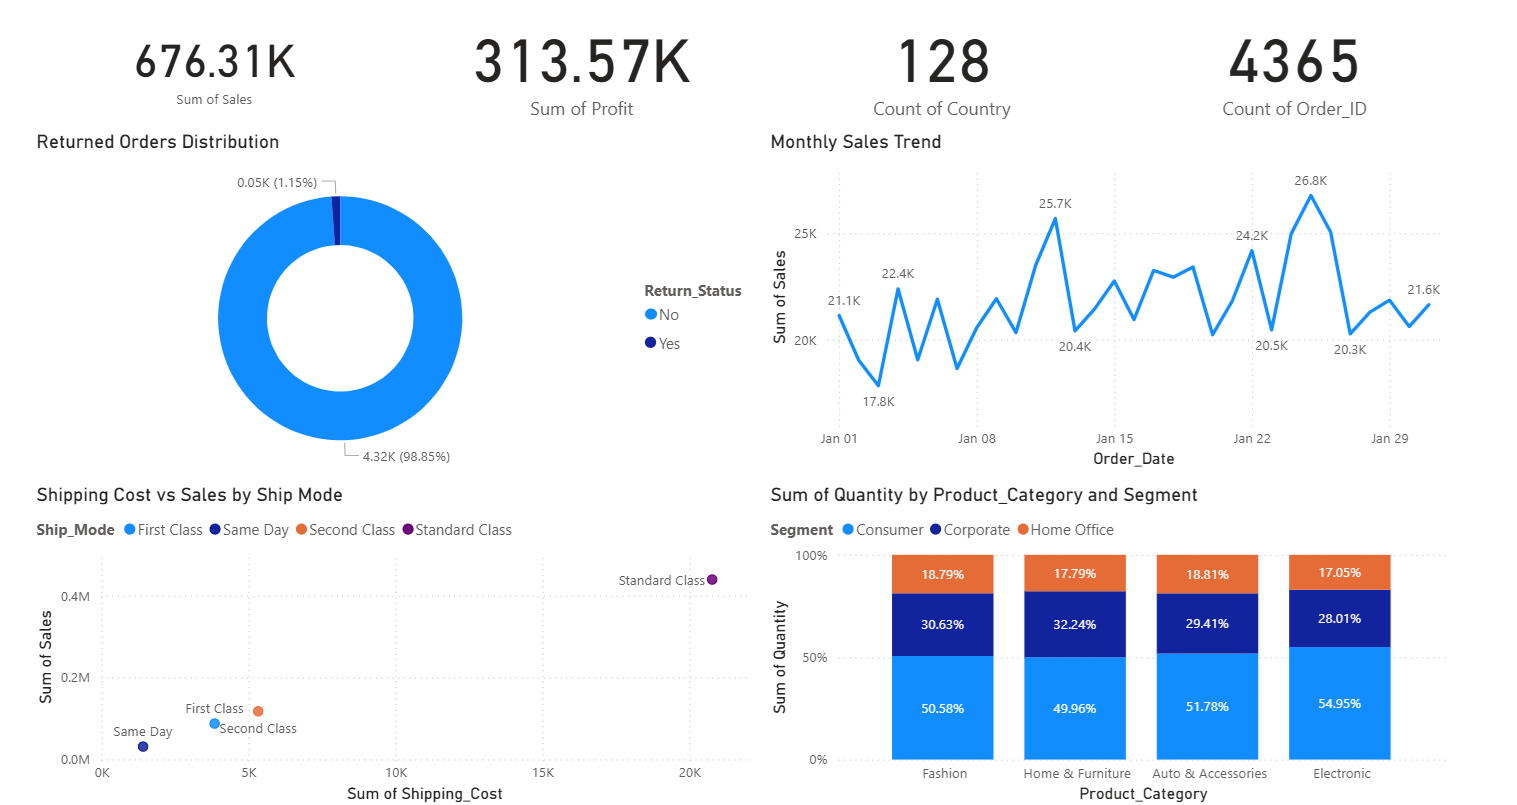 676.31K
Sum of Sales
313.57K
Sum of Profit
128
Count of Country
4365
Count of Order_ID
Returned Orders Distribution
0.05K (1.15%)
4.32K (98.85%)
Return_Status
No
Yes
Monthly Sales Trend
Sum of Sales
25K
20K
21.1K
17.8K
22.4K
25.7K
20.4K
24.2K
20.5K
26.8K
20.3K
21.6K
Jan 01
Jan 08
Jan 15
Jan 22
Jan 29
Order_Date
Shipping Cost vs Sales by Ship Mode
Ship_Mode First Class Same Day Second Class Standard Class
Sum of Sales
0.4M
0.2M
0.0M
Standard Class
First Class
Second Class
Same Day
0K
5K
10K
15K
20K
Sum of Shipping_Cost
Sum of Quantity by Product_Category and Segment
Segment Consumer Corporate Home Office
Sum of Quantity
100%
50%
0%
18.79%
17.79%
18.81%
17.05%
30.63%
32.24%
29.41%
28.01%
50.58%
49.96%
51.78%
54.95%
Fashion
Home & Furniture
Auto & Accessories
Electronic
Product_Category